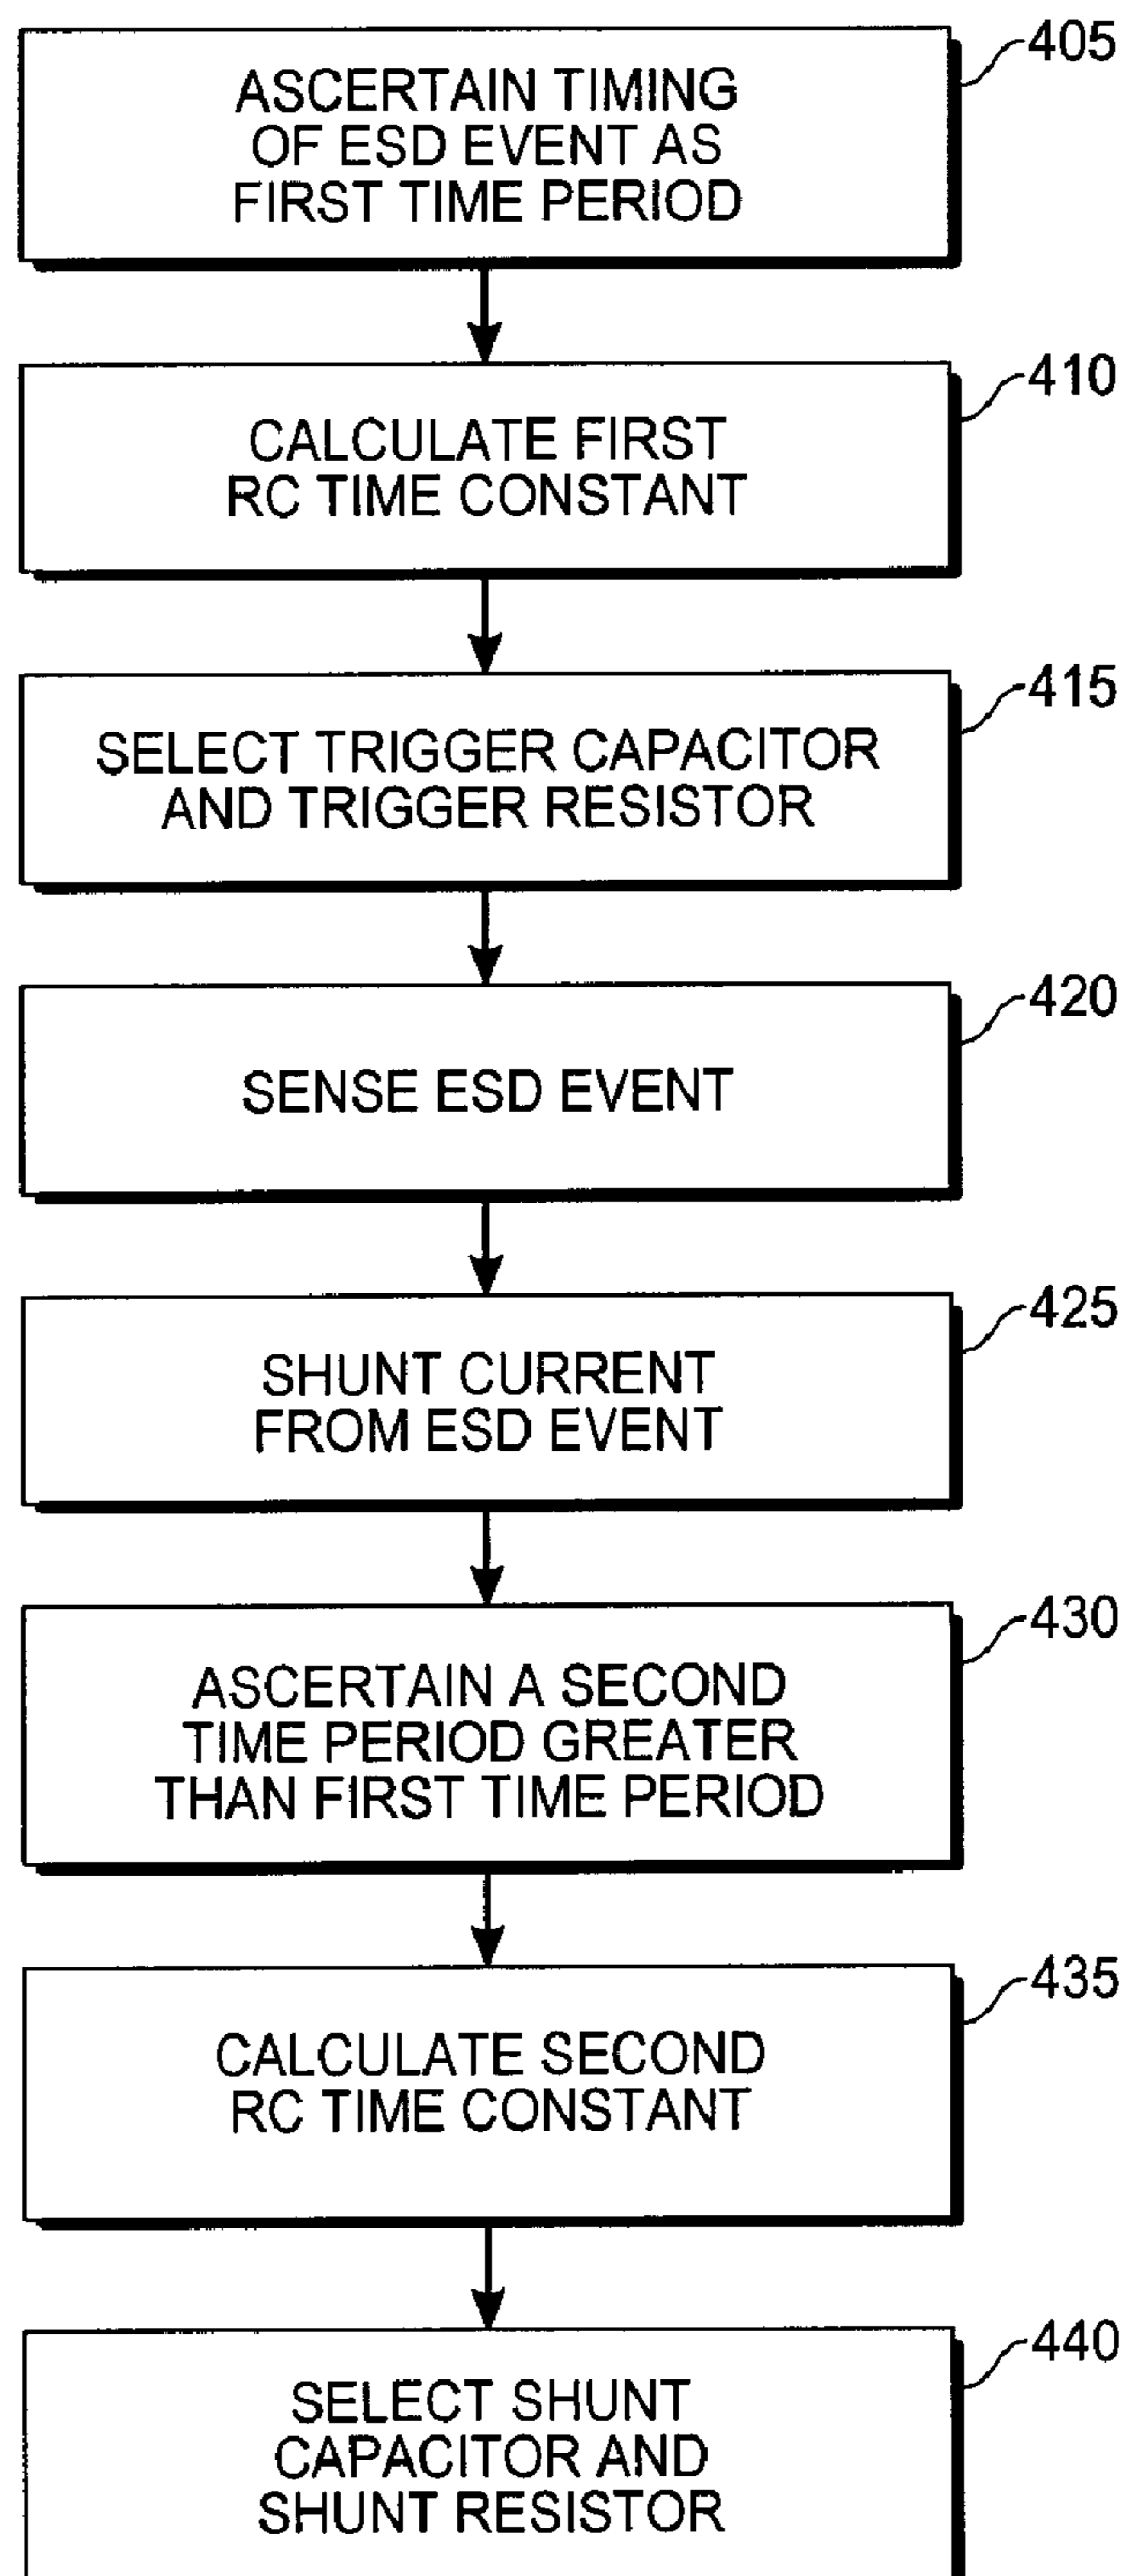 405
ASCERTAIN TIMING
OF ESD EVENT AS
FIRST TIME PERIOD
410
CALCULATE FIRST
RC TIME CONSTANT
415
SELECT TRIGGER CAPACITOR
AND TRIGGER RESISTOR
420
SENSE ESD EVENT
425
SHUNT CURRENT
FROM ESD EVENT
430
ASCERTAIN A SECOND
TIME PERIOD GREATER
THAN FIRST TIME PERIOD
435
CALCULATE SECOND
RC TIME CONSTANT
440
SELECT SHUNT
CAPACITOR AND
SHUNT RESISTOR